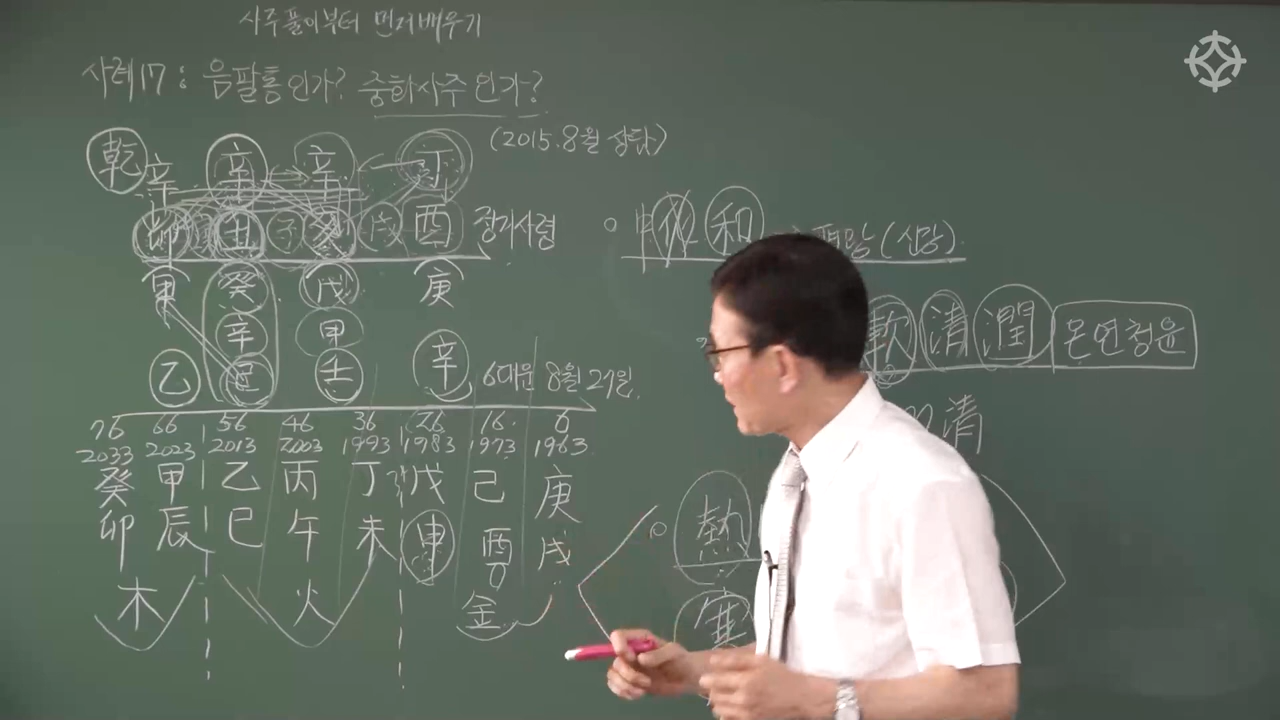 사주풀이부터 먼저배우기
사례17: 음팔통인가? 중화사주인가?
(2015.8월 상담)
乾 辛 辛 辛 丁
卯 丑 子 亥 戌 酉 장기사령
甲 癸 戊 庚
辛 甲
乙 己 壬 辛 6대운 8월 21일
76 66 56 46 36 26 16 6
2033 2023 2013 2003 1993 1983 1973 1963
癸 甲 乙 丙 丁 戊 己 庚
卯 辰 巳 午 未 申 酉 戌
木 火 金
和
軟 清 潤 온연청윤
清
熱
寒